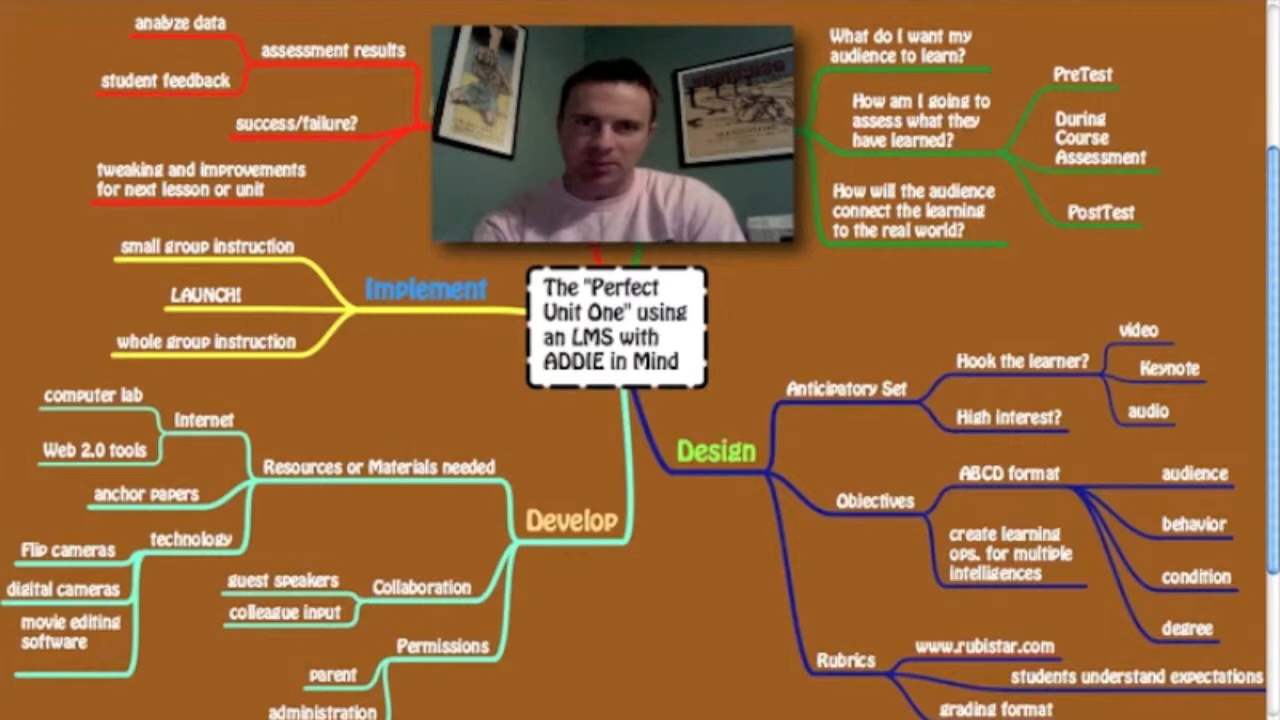 analyze data
assessment results
student feedback
success/failure?
tweaking and improvements
for next lesson or unit
What do I want my
audience to learn?
How am I going to
assess what they
have learned?
PreTest
During
Course
Assessment
PostTest
How will the audience
connect the learning
to the real world?
small group instruction
LAUNCH!
whole group instruction
Implement
The "Perfect
Unit One" using
an LMS with
ADDIE in Mind
Design
Anticipatory Set
Hook the learner?
video
Keynote
audio
High interest?
Objectives
ABCD format
audience
behavior
condition
degree
create learning
ops. for multiple
intelligences
Rubrics
www.rubistar.com
students understand expectations
grading format
Develop
Resources or Materials needed
Internet
computer lab
Web 2.0 tools
anchor papers
technology
Flip cameras
digital cameras
movie editing
software
Collaboration
guest speakers
colleague input
Permissions
parent
administration